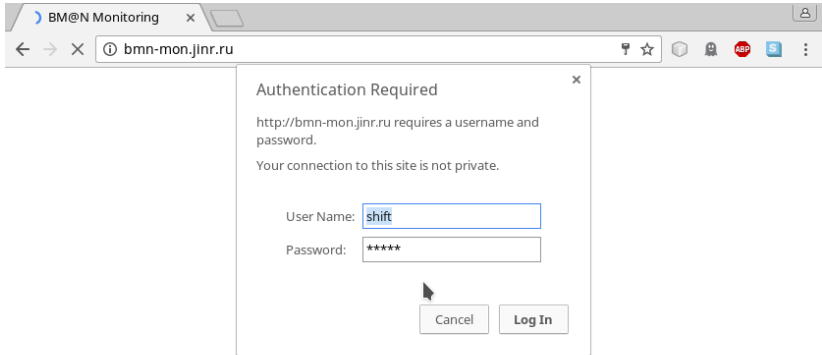 BM@N Monitoring
bmn-mon.jinr.ru
ABP
S
Authentication Required
http://bmn-mon.jinr.ru requires a username and
password.
Your connection to this site is not private.
User Name: shift
Password: *****
Cancel Log In